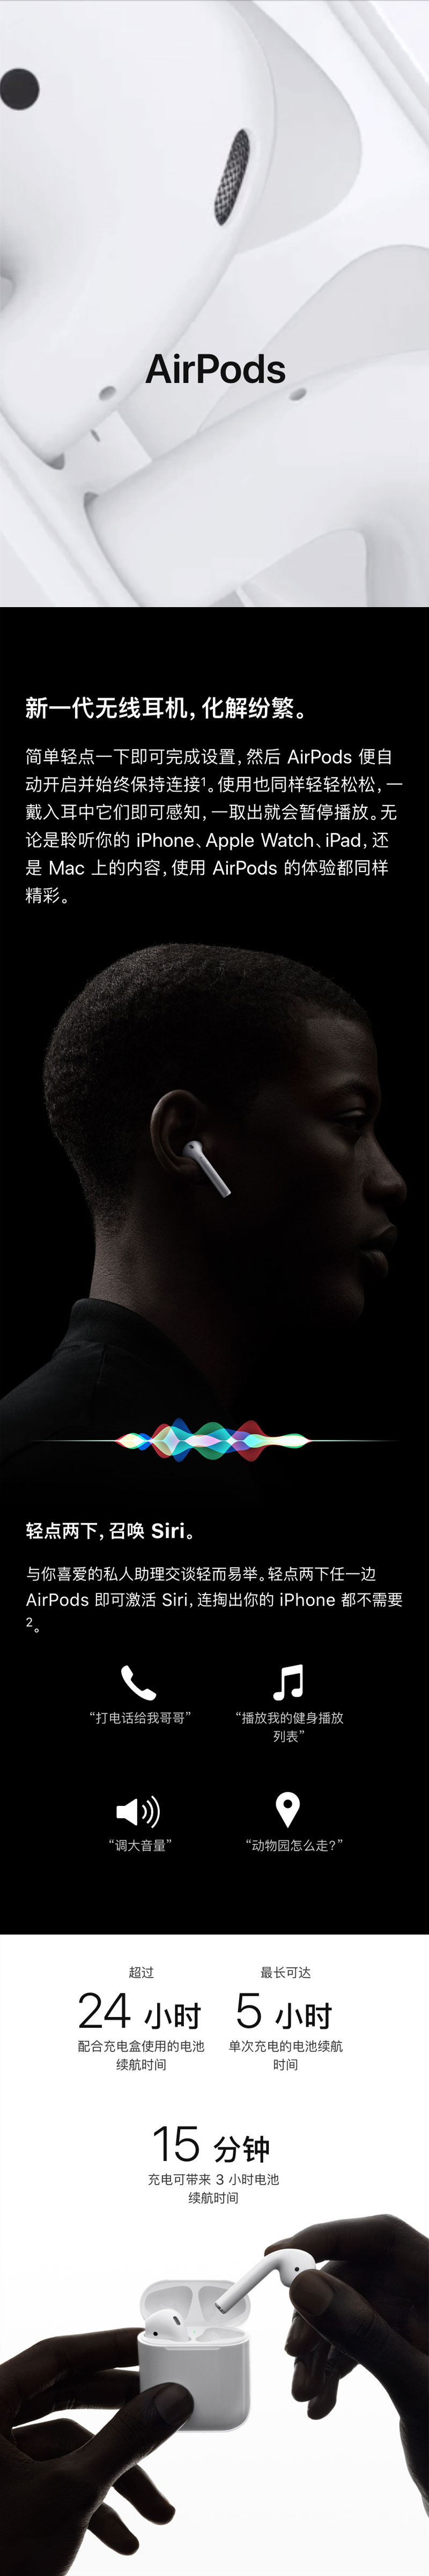 AirPods
新一代无线耳机，化解纷繁。
简单轻点一下即可完成设置，然后 AirPods 便自
动开启并始终保持连接¹。使用也同样轻轻松松，一
戴入耳中它们即可感知，一取出就会暂停播放。无
论是聆听你的 iPhone、Apple Watch、iPad，还
是 Mac 上的内容，使用 AirPods 的体验都同样
精彩。
轻点两下，召唤 Siri。
与你喜爱的私人助理交谈轻而易举。轻点两下任一边
AirPods 即可激活 Siri，连掏出你的 iPhone 都不需要
²。
“打电话给我哥哥”
“播放我的健身播放
列表”
“调大音量”
“动物园怎么走？”
超过
24 小时
配合充电盒使用的电池
续航时间
最长可达
5 小时
单次充电的电池续航
时间
15 分钟
充电可带来 3 小时电池
续航时间